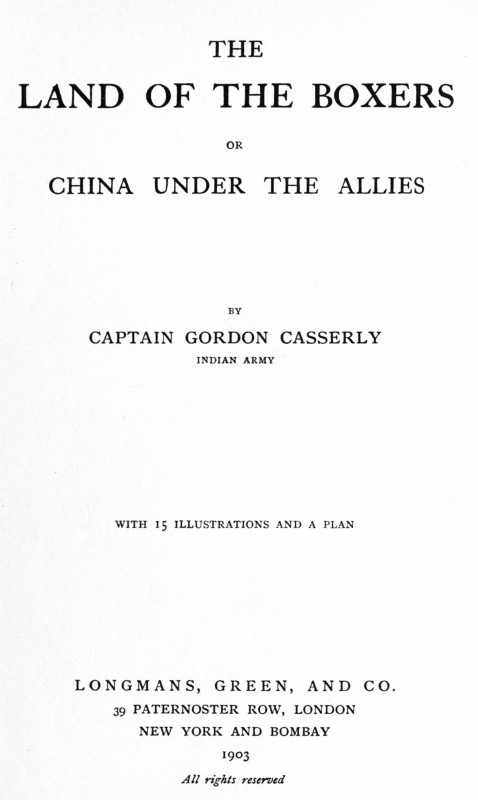 THE
LAND OF THE BOXERS
OR
CHINA UNDER THE ALLIES
BY
CAPTAIN GORDON CASSERLY
INDIAN ARMY
WITH 15 ILLUSTRATIONS AND A PLAN
LONGMANS, GREEN, AND CO.
39 PATERNOSTER ROW, LONDON
NEW YORK AND BOMBAY
1903
All rights reserved